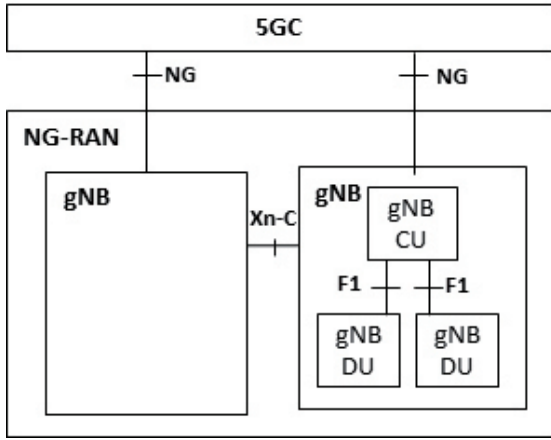 5GC
NG
NG
NG-RAN
gNB
Xn-C
gNB
gNB
CU
F1
F1
gNB
DU
gNB
DU